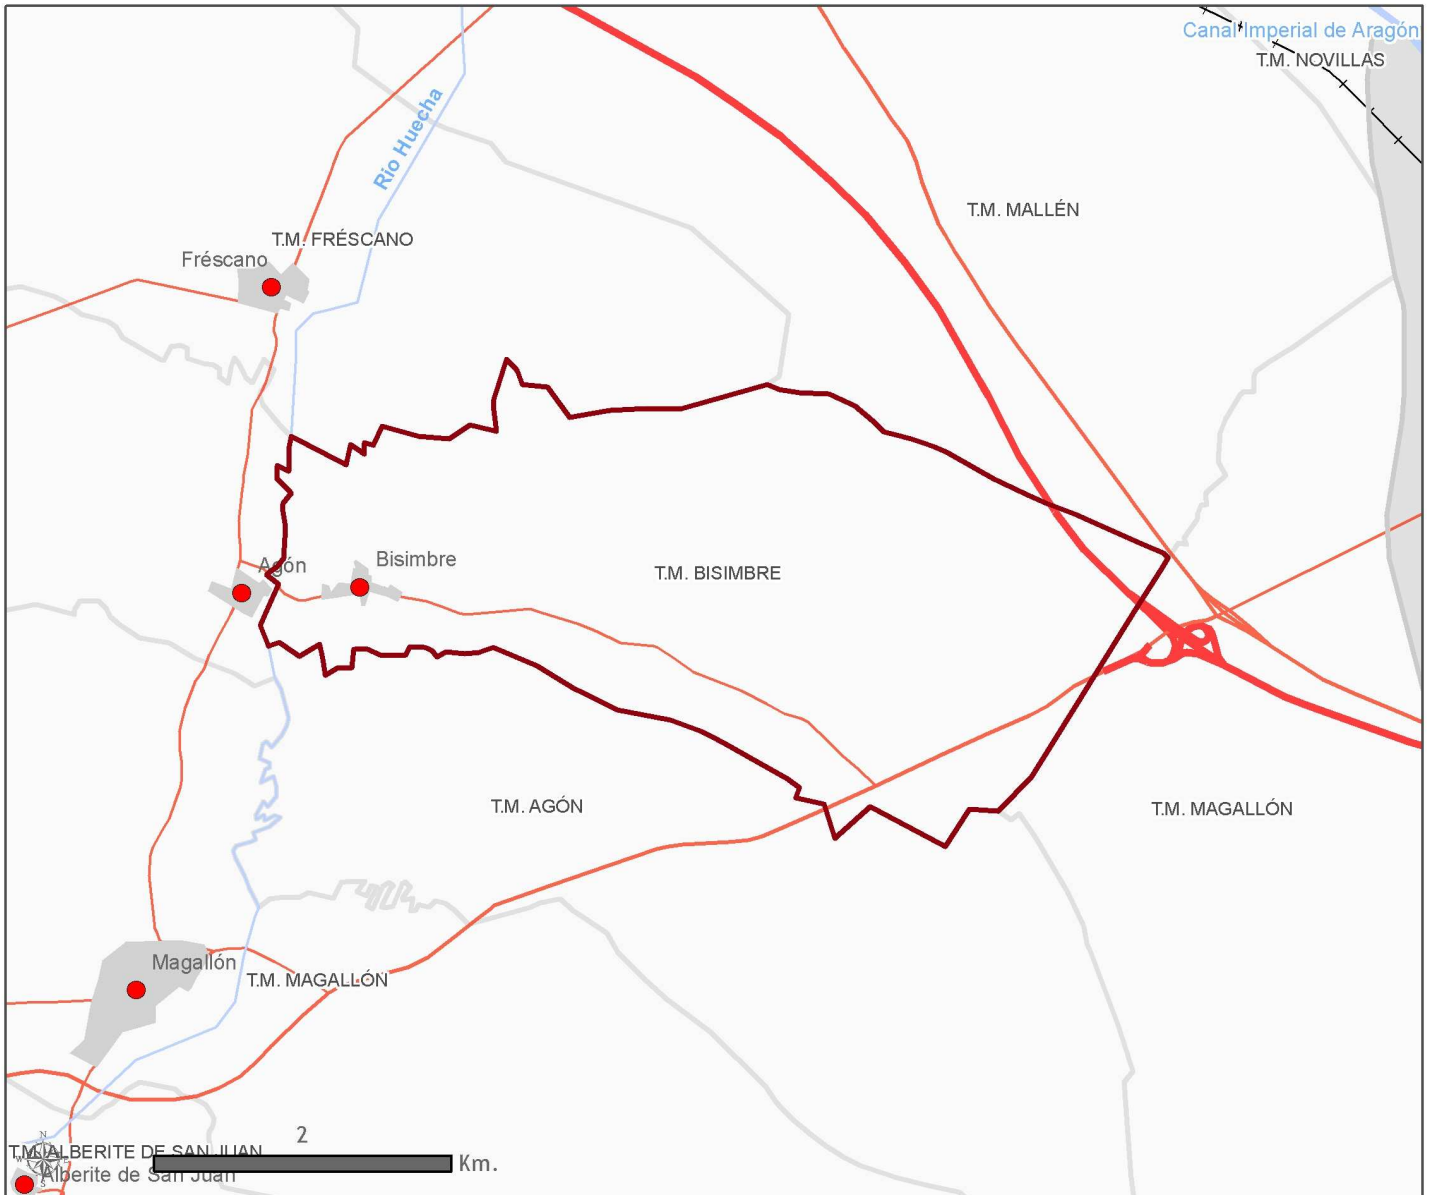 Canal Imperial de Aragón
T.M. NOVILLAS
Río Huecha
T.M. MALLÉN
T.M. FRÉSCANO
Fréscano
Agón
Bisimbre
T.M. BISIMBRE
T.M. AGÓN
T.M. MAGALLÓN
Magallón
T.M. MAGALLÓN
2
Km.
N
W
E
S
T.M. ALBERITE DE SAN JUAN
Alberite de San Juan